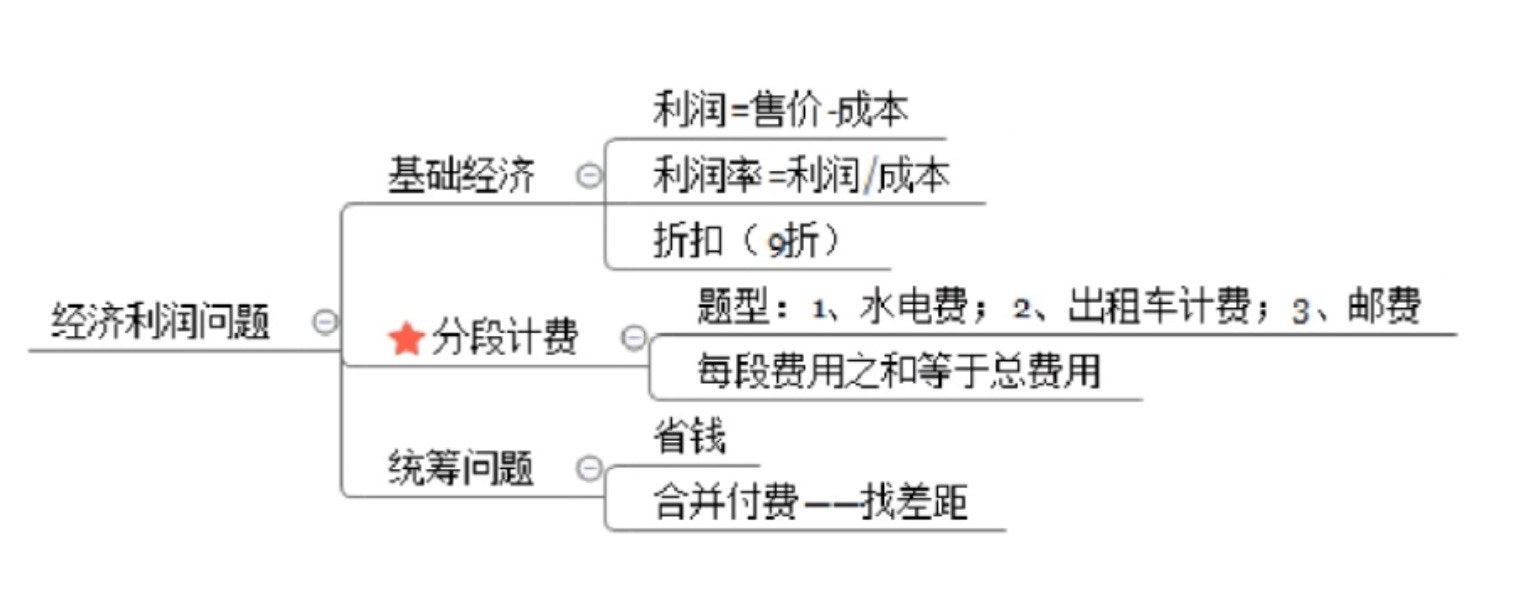 利润=售价-成本
基础经济
利润率=利润/成本
折扣（9折）
经济利润问题
分段计费
题型：1、水电费；2、出租车计费；3、邮费
每段费用之和等于总费用
省钱
统筹问题
合并付费——找差距